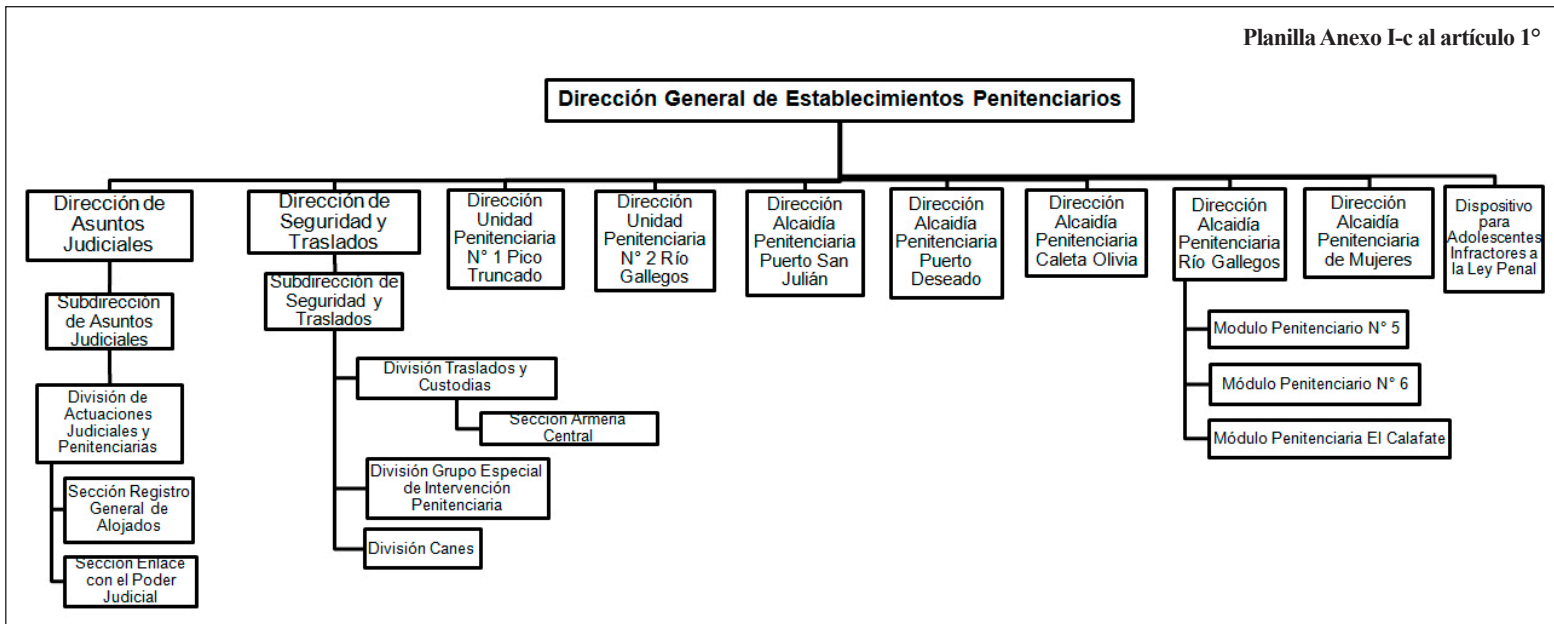 Planilla Anexo I-c al artículo 1°
Dirección General de Establecimientos Penitenciarios
Dirección de
Asuntos
Judiciales
Dirección de
Seguridad y
Traslados
Dirección
Unidad
Penitenciaria
N° 1 Pico
Truncado
Dirección
Unidad
Penitenciaria
N° 2 Río
Gallegos
Dirección
Alcaidía
Penitenciaria
Puerto San
Julián
Dirección
Alcaidía
Penitenciaria
Puerto
Deseado
Dirección
Alcaidía
Penitenciaria
Caleta Olivia
Dirección
Alcaidía
Penitenciaria
Río Gallegos
Dirección
Alcaidía
Penitenciaria
de Mujeres
Dispositivo
para
Adolescentes
Infractores a
la Ley Penal
Subdirección
de Asuntos
Judiciales
Subdirección de
Seguridad y
Traslados
División de
Actuaciones
Judiciales y
Penitenciarias
Sección Registro
General de
Alojados
Sección Enlace
con el Poder
Judicial
División Traslados y
Custodias
Sección Armería
Central
División Grupo Especial
de Intervención
Penitenciaria
División Canes
Modulo Penitenciario N° 5
Módulo Penitenciario N° 6
Módulo Penitenciaria El Calafate